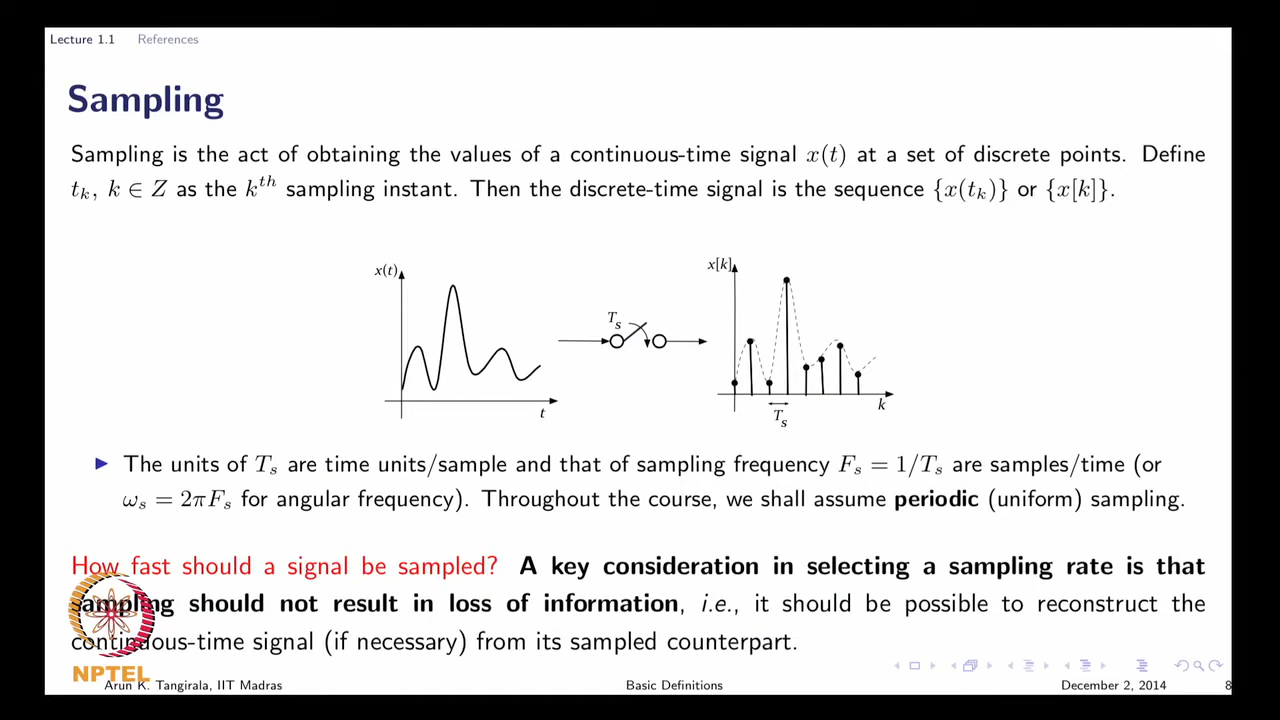 Lecture 1.1 References
Sampling
Sampling is the act of obtaining the values of a continuous-time signal x(t) at a set of discrete points. Define
t_k, k ∈ Z as the k^{th} sampling instant. Then the discrete-time signal is the sequence {x(t_k)} or {x[k]}.
x(t)
t
T_s
x[k]
T_s
k
▶ The units of T_s are time units/sample and that of sampling frequency F_s = 1/T_s are samples/time (or
ω_s = 2πF_s for angular frequency). Throughout the course, we shall assume periodic (uniform) sampling.
How fast should a signal be sampled? A key consideration in selecting a sampling rate is that
sampling should not result in loss of information, i.e., it should be possible to reconstruct the
continuous-time signal (if necessary) from its sampled counterpart.
NPTEL
Arun K. Tangirala, IIT Madras Basic Definitions December 2, 2014 8